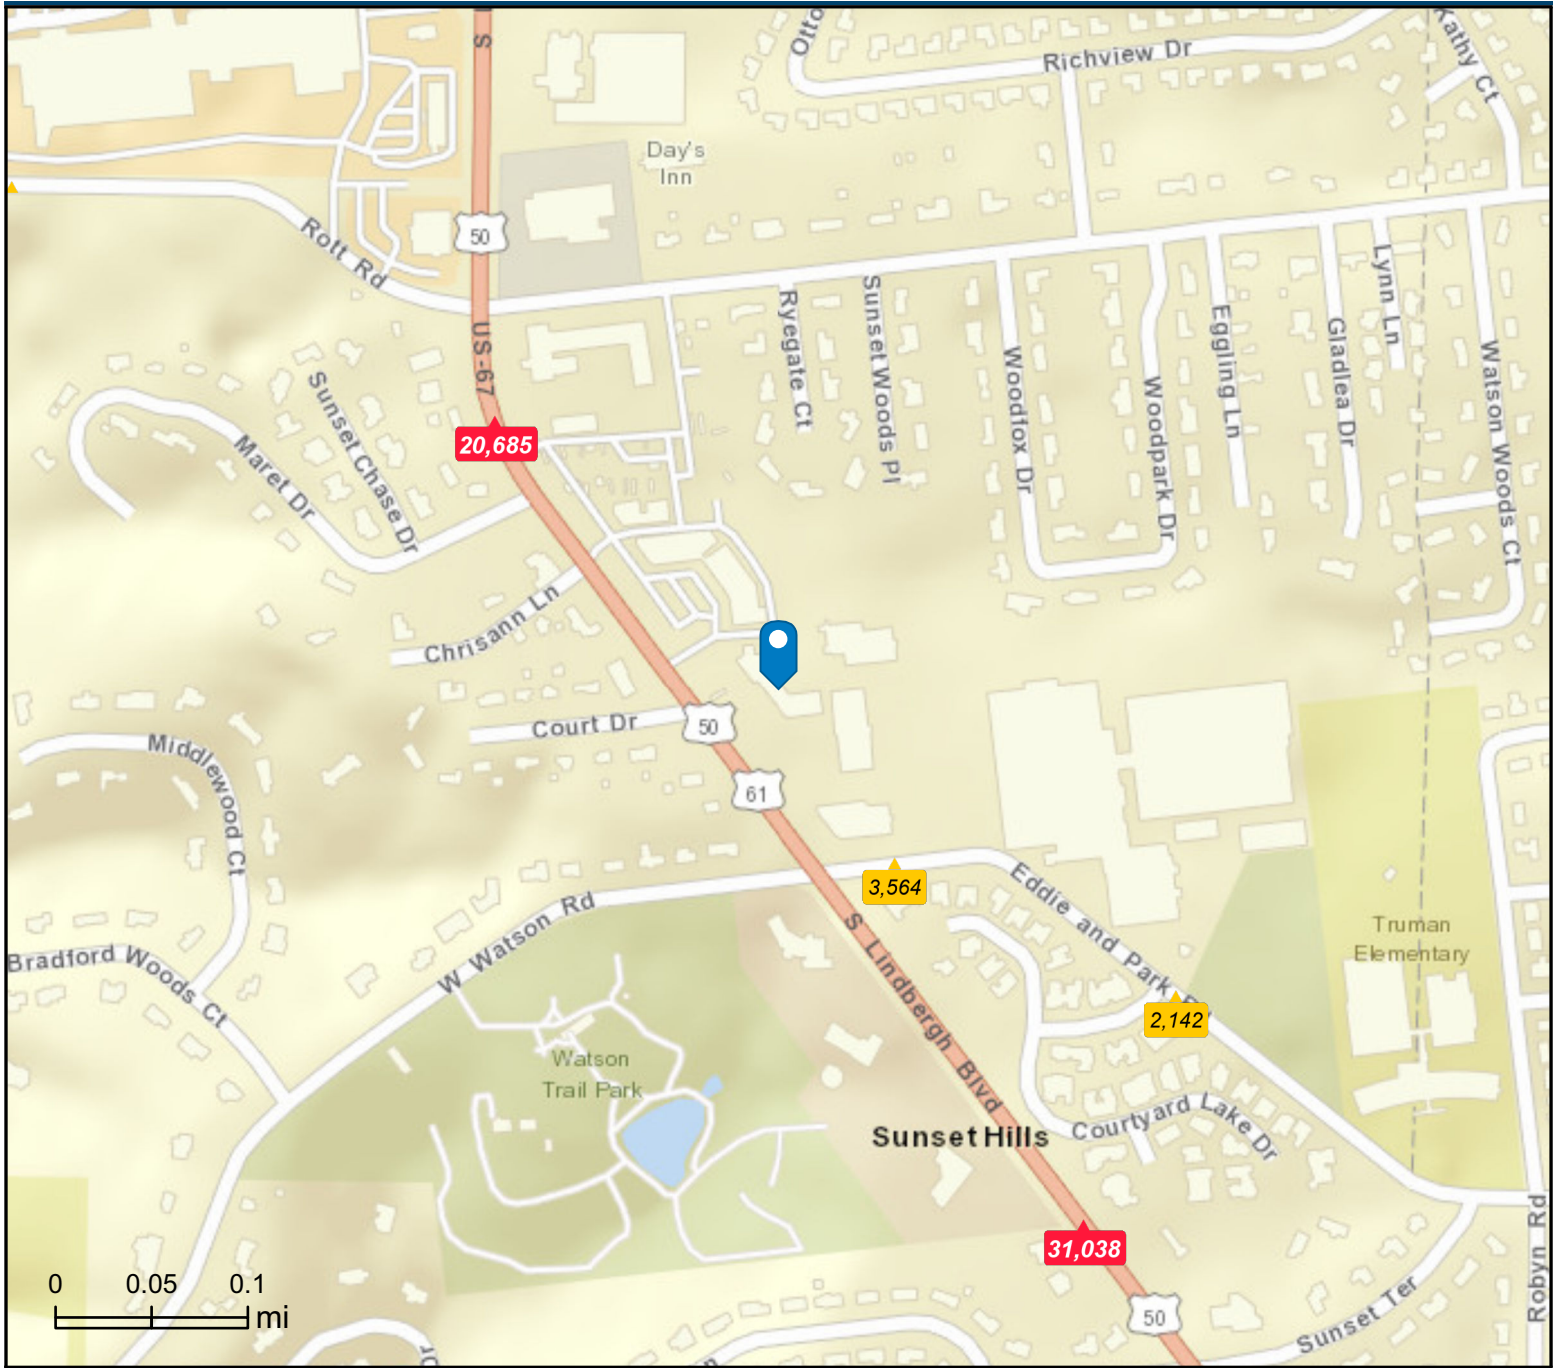 S
Otto
Richview Dr
Kathy Ct
Day's
Inn
50
Rott Rd
US-67
Ryegate Ct
Sunset Woods Pl
Woodfox Dr
Woodpark Dr
Eggling Ln
Gladlea Dr
Lynn Ln
Watson Woods Ct
Sunset Chase Dr
Maret Dr
20,685
Chrisann Ln
Court Dr
50
61
Middlewood Ct
3,564
Eddie and Park
W Watson Rd
Bradford Woods Ct
S Lindbergh Blvd
Truman
Elementary
2,142
Watson
Trail Park
Courtyard Lake Dr
Sunset Hills
31,038
50
Sunset Ter
Robyn Rd
0 0.05 0.1
mi